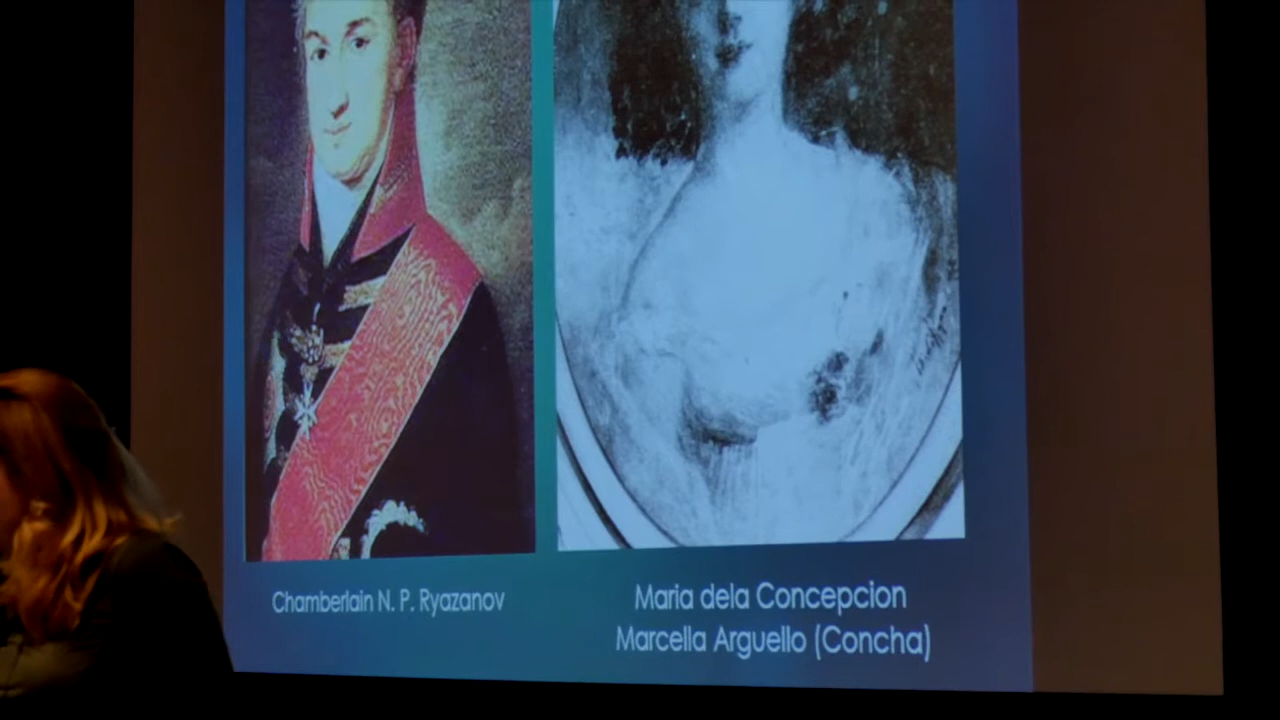 Chamberlain N. P. Ryazanov
Maria dela Concepcion
Marcella Arguello (Concha)